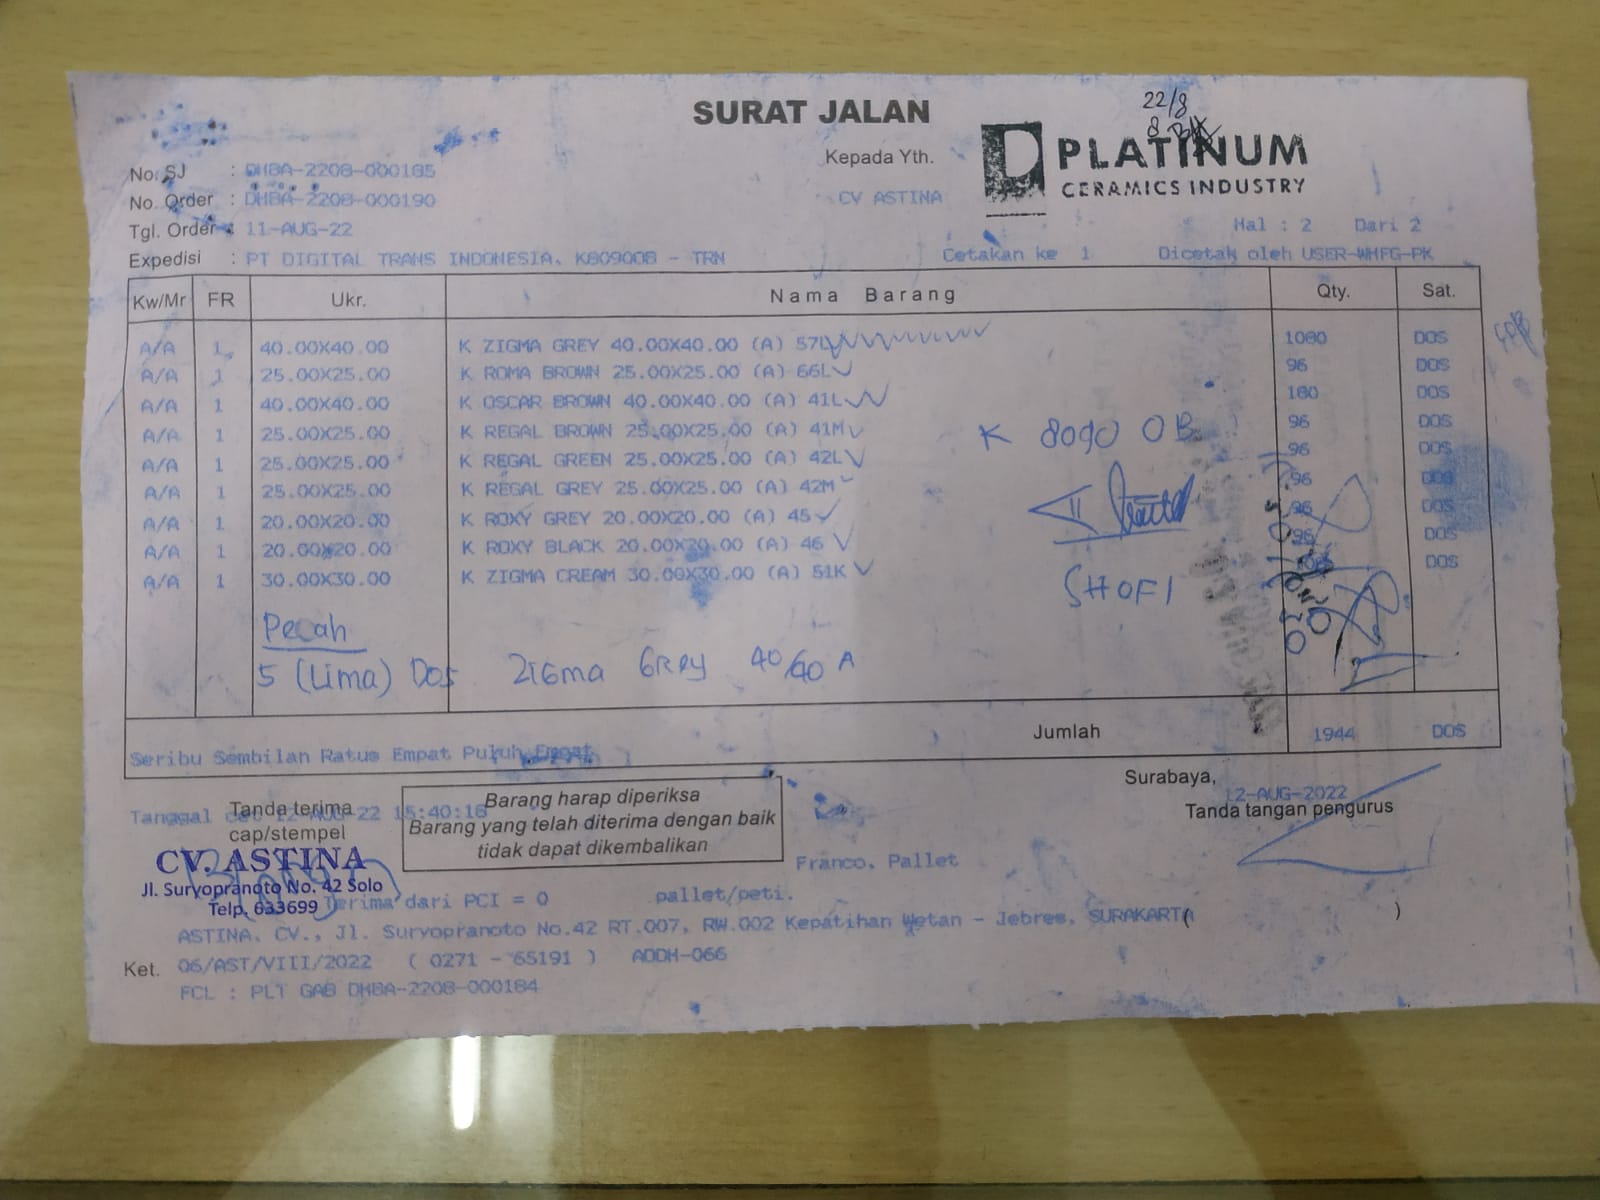 SURAT JALAN
22/8
PLATINUM
CERAMICS INDUSTRY
No. SJ : DHBA-2208-000185
No. Order : DHBA-2208-000190
Tgl. Order : 11-AUG-22
Expedisi : PT DIGITAL TRANS INDONESIA, K8090OB - TRN
Kepada Yth.
CV ASTINA
Hal : 2 Dari 2
Cetakan ke 1 Dicetak oleh USER-WHFG-PK
Kw/Mr FR Ukr. Nama Barang Qty. Sat.
A/A 1 40.00X40.00 K ZIGMA GREY 40.00X40.00 (A) 57L 1080 DOS
A/A 1 25.00X25.00 K ROMA BROWN 25.00X25.00 (A) 66L 96 DOS
A/A 1 40.00X40.00 K OSCAR BROWN 40.00X40.00 (A) 41L 180 DOS
A/A 1 25.00X25.00 K REGAL BROWN 25.00X25.00 (A) 41M 96 DOS
A/A 1 25.00X25.00 K REGAL GREEN 25.00X25.00 (A) 42L 96 DOS
A/A 1 25.00X25.00 K REGAL GREY 25.00X25.00 (A) 42M 96 DOS
A/A 1 20.00X20.00 K ROXY GREY 20.00X20.00 (A) 45 96 DOS
A/A 1 20.00X20.00 K ROXY BLACK 20.00X20.00 (A) 46 96 DOS
A/A 1 30.00X30.00 K ZIGMA CREAM 30.00X30.00 (A) 51K DOS
K 8090 OB
SHOFI
Pecah
5 (Lima) Dos Zigma Grey 40/40 A
Jumlah 1944 DOS
Seribu Sembilan Ratus Empat Puluh Empat
Surabaya, 12-AUG-2022
Tanda tangan pengurus
Tanggal 22 15:40:16
Tanda terima
cap/stempel
Barang harap diperiksa
Barang yang telah diterima dengan baik
tidak dapat dikembalikan
CV. ASTINA
Jl. Suryopranoto No. 42 Solo
Telp. 633699
Franco, Pallet
Terima dari PCI = 0 pallet/peti.
( )
ASTINA, CV., Jl. Suryopranoto No.42 RT.007, RW.002 Kepatihan Wetan - Jebres, SURAKARTA
Ket. 06/AST/VIII/2022 ( 0271 - 65191 ) ADDH-066
FCL : PLT GAB DHBA-2208-000184